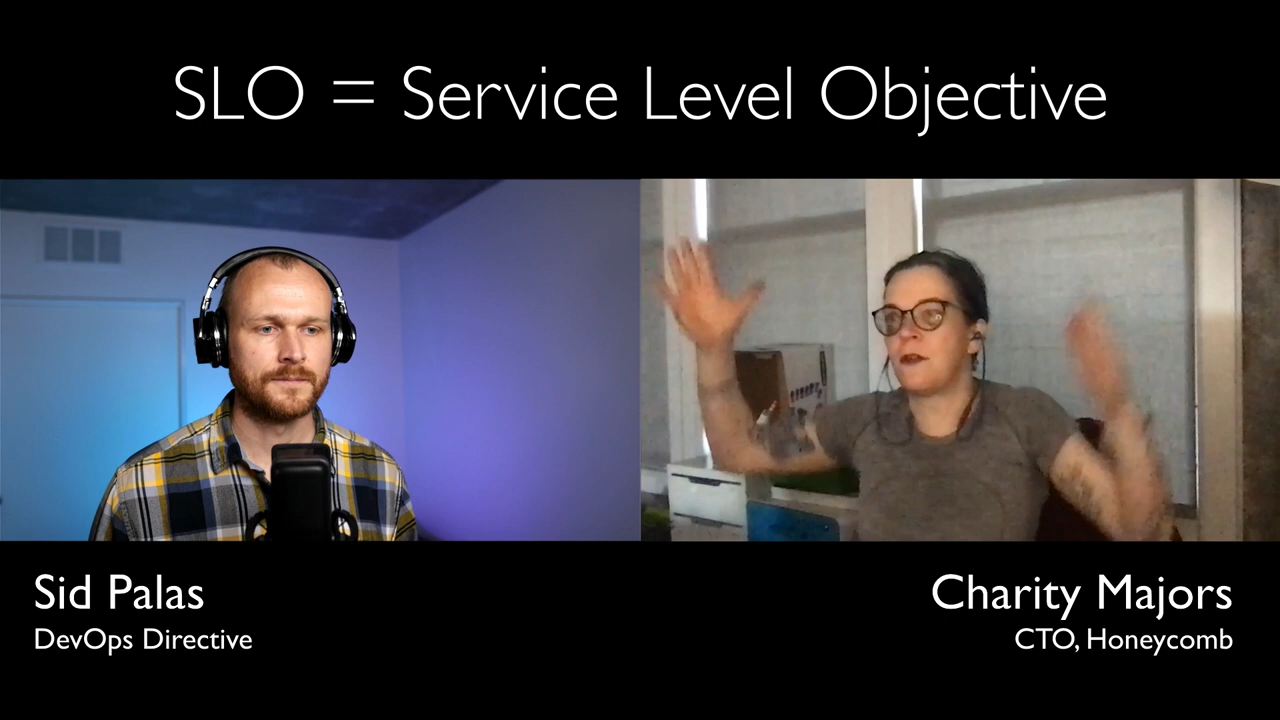 SLO = Service Level Objective
Sid Palas
DevOps Directive
Charity Majors
CTO, Honeycomb